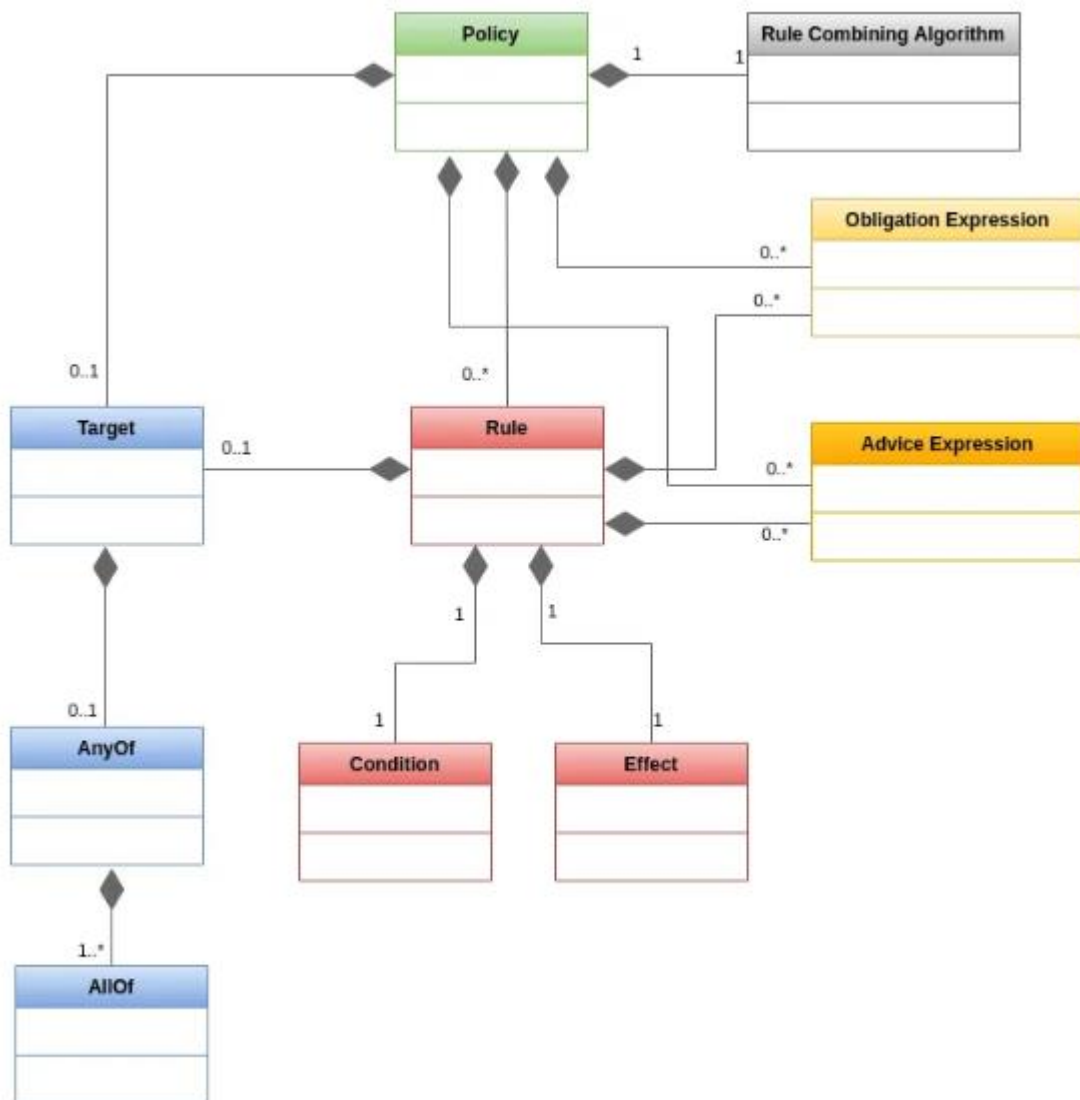 Policy
Rule Combining Algorithm
1
1
Obligation Expression
0..*
0..*
0..1
0..*
Target
Rule
Advice Expression
0..1
0..*
0..*
1
1
0..1
1
1
AnyOf
Condition
Effect
1..*
AllOf